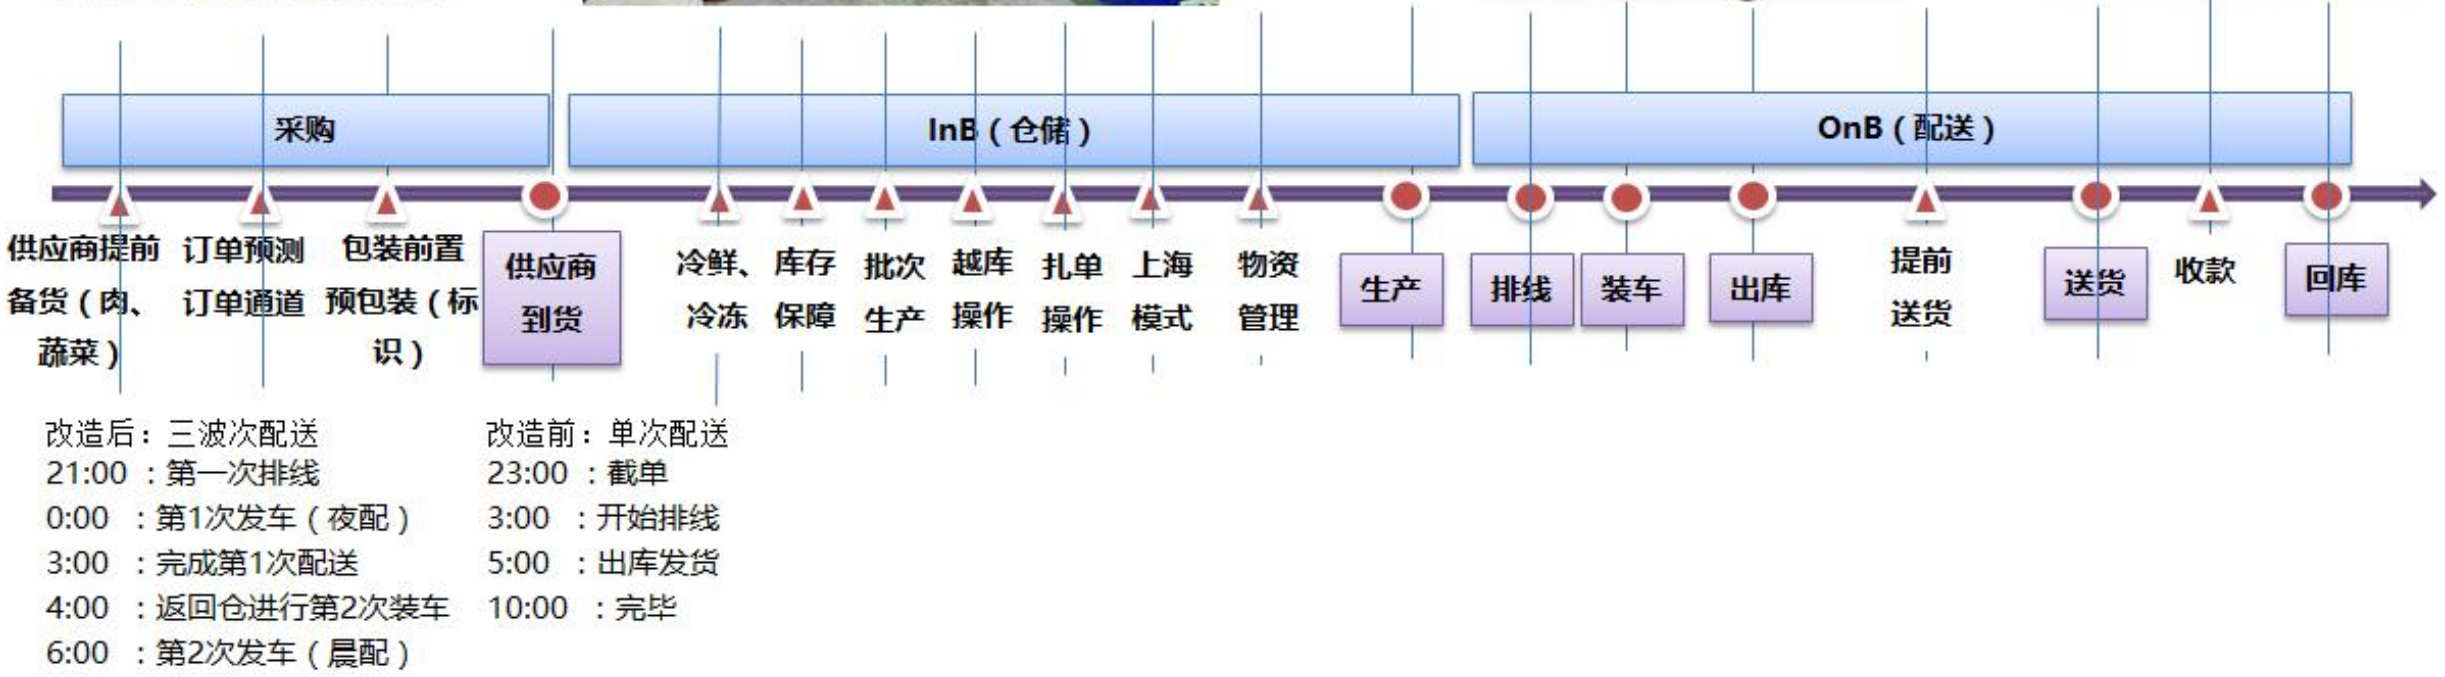 采购
InB（仓储）
OnB（配送）
供应商提前
备货（肉、
蔬菜）
订单预测
订单通道
包装前置
预包装（标
识）
供应商
到货
冷鲜、
冷冻
库存
保障
批次
生产
越库
操作
扎单
操作
上海
模式
物资
管理
生产
排线
装车
出库
提前
送货
送货
收款
回库
改造后：三波次配送
21:00 ：第一次排线
0:00 ：第1次发车（夜配）
3:00 ：完成第1次配送
4:00 ：返回仓进行第2次装车
6:00 ：第2次发车（晨配）
改造前：单次配送
23:00 ：截单
3:00 ：开始排线
5:00 ：出库发货
10:00 ：完毕